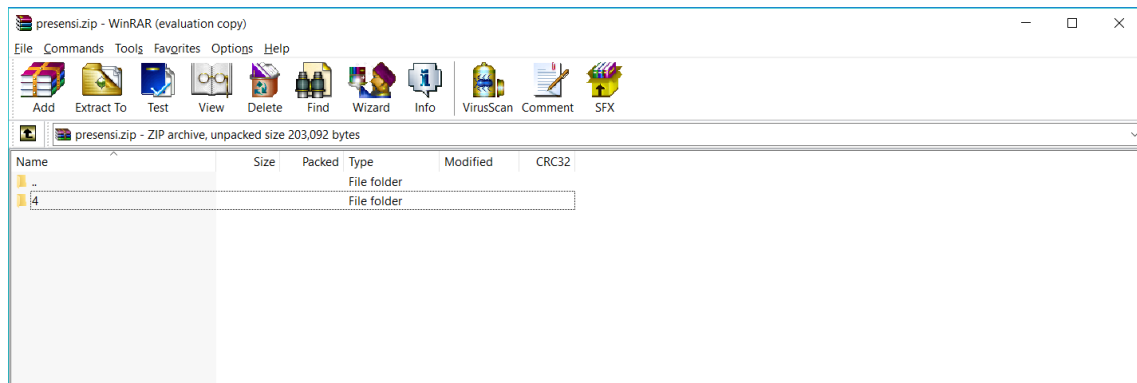 presensi.zip - WinRAR (evaluation copy)
File Commands Tools Favorites Options Help
Add Extract To Test View Delete Find Wizard Info VirusScan Comment SFX
presensi.zip - ZIP archive, unpacked size 203,092 bytes
Name Size Packed Type Modified CRC32
.. File folder
4 File folder